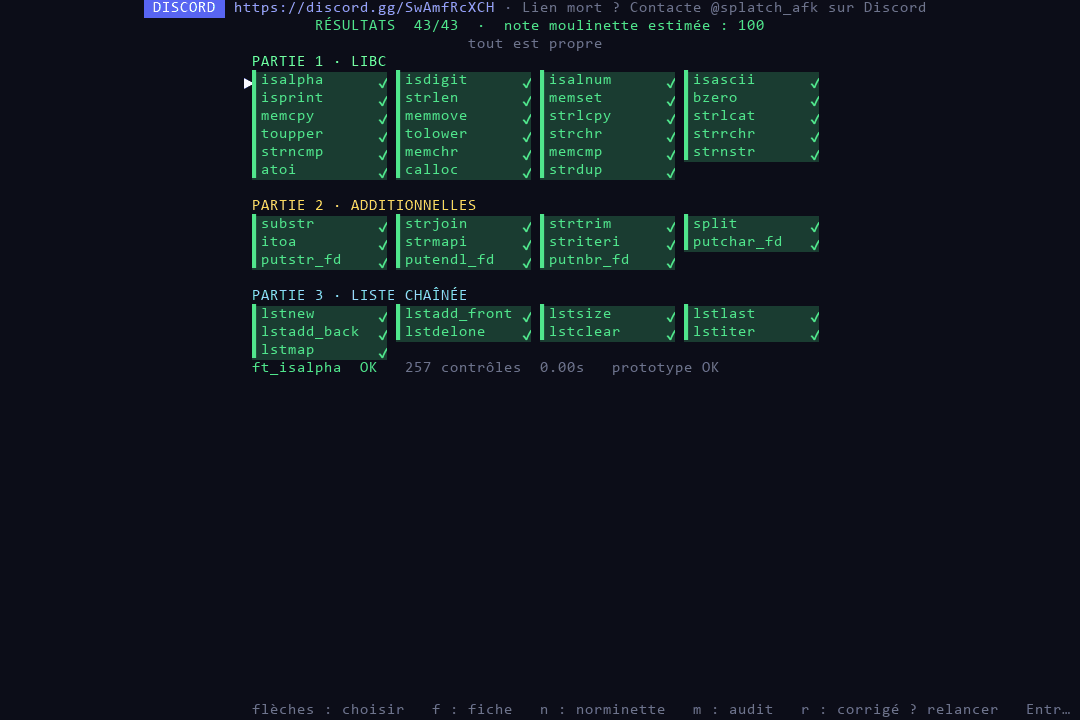 DISCORD https://discord.gg/SwAmfRcXCH · Lien mort ? Contacte @splatch_afk sur Discord
RÉSULTATS 43/43 · note moulinette estimée : 100
tout est propre
PARTIE 1 · LIBC
isalpha ✓ isdigit ✓ isalnum ✓ isascii ✓
isprint ✓ strlen ✓ memset ✓ bzero ✓
memcpy ✓ memmove ✓ strlcpy ✓ strlcat ✓
toupper ✓ tolower ✓ strchr ✓ strrchr ✓
strncmp ✓ memchr ✓ memcmp ✓ strnstr ✓
atoi ✓ calloc ✓ strdup ✓
PARTIE 2 · ADDITIONNELLES
substr ✓ strjoin ✓ strtrim ✓ split ✓
itoa ✓ strmapi ✓ striteri ✓ putchar_fd ✓
putstr_fd ✓ putendl_fd ✓ putnbr_fd ✓
PARTIE 3 · LISTE CHAÎNÉE
lstnew ✓ lstadd_front ✓ lstsize ✓ lstlast ✓
lstadd_back ✓ lstdelone ✓ lstclear ✓ lstiter ✓
lstmap ✓
ft_isalpha OK 257 contrôles 0.00s prototype OK
flèches : choisir f : fiche n : norminette m : audit r : corrigé ? relancer Entr…